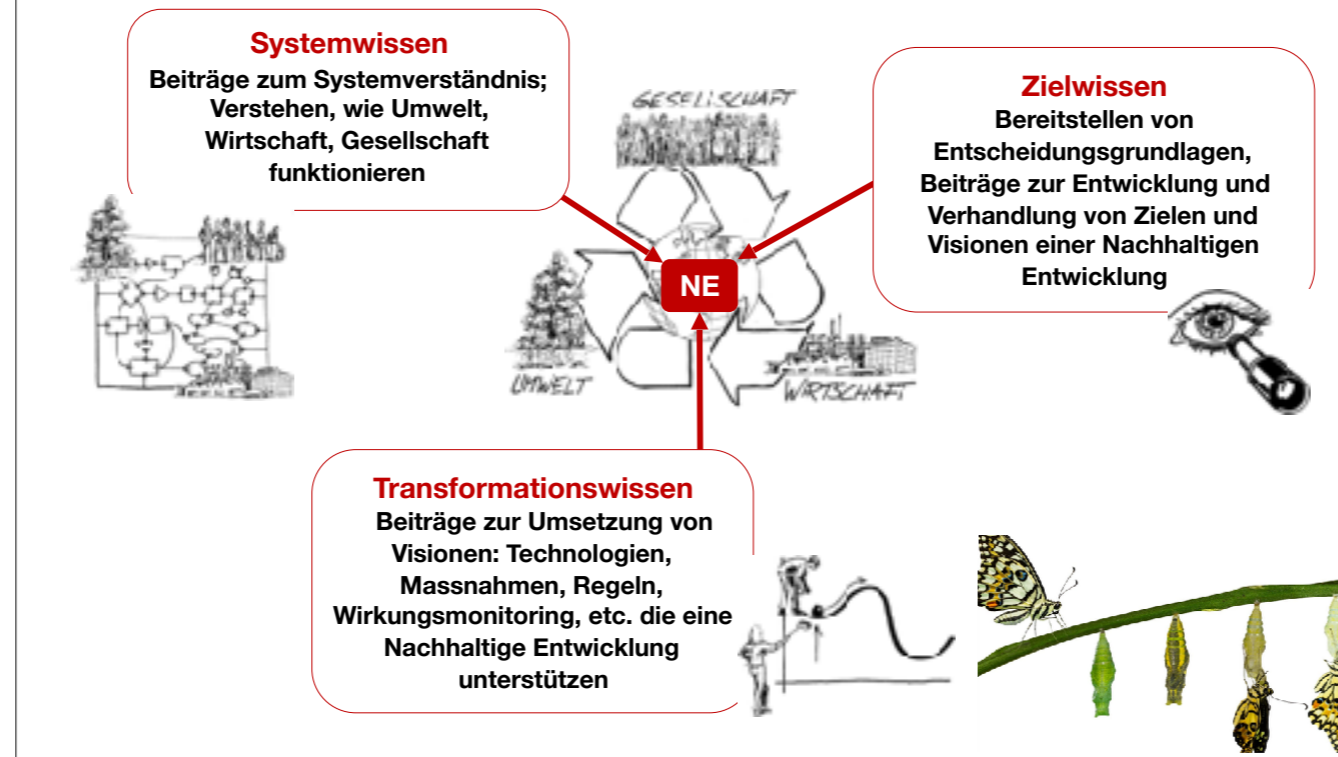 Systemwissen
Beiträge zum Systemverständnis;
Verstehen, wie Umwelt,
Wirtschaft, Gesellschaft
funktionieren
GESELLSCHAFT
Zielwissen
Bereitstellen von
Entscheidungsgrundlagen,
Beiträge zur Entwicklung und
Verhandlung von Zielen und
Visionen einer Nachhaltigen
Entwicklung
NE
UMWELT
WIRTSCHAFT
Transformationswissen
Beiträge zur Umsetzung von
Visionen: Technologien,
Massnahmen, Regeln,
Wirkungsmonitoring, etc. die eine
Nachhaltige Entwicklung
unterstützen